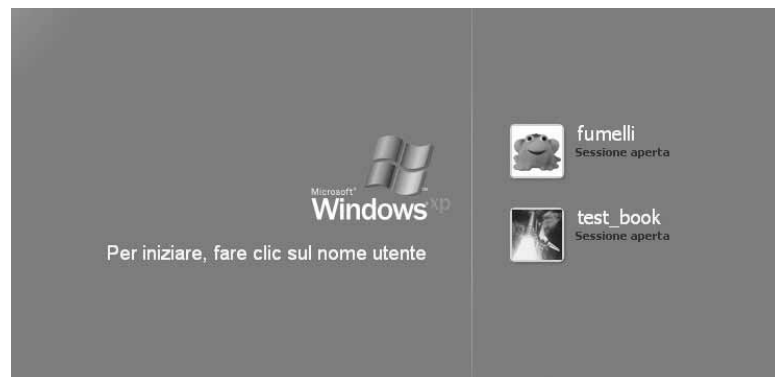 Microsoft®
Windows xp
Per iniziare, fare clic sul nome utente
fumelli
Sessione aperta
test_book
Sessione aperta